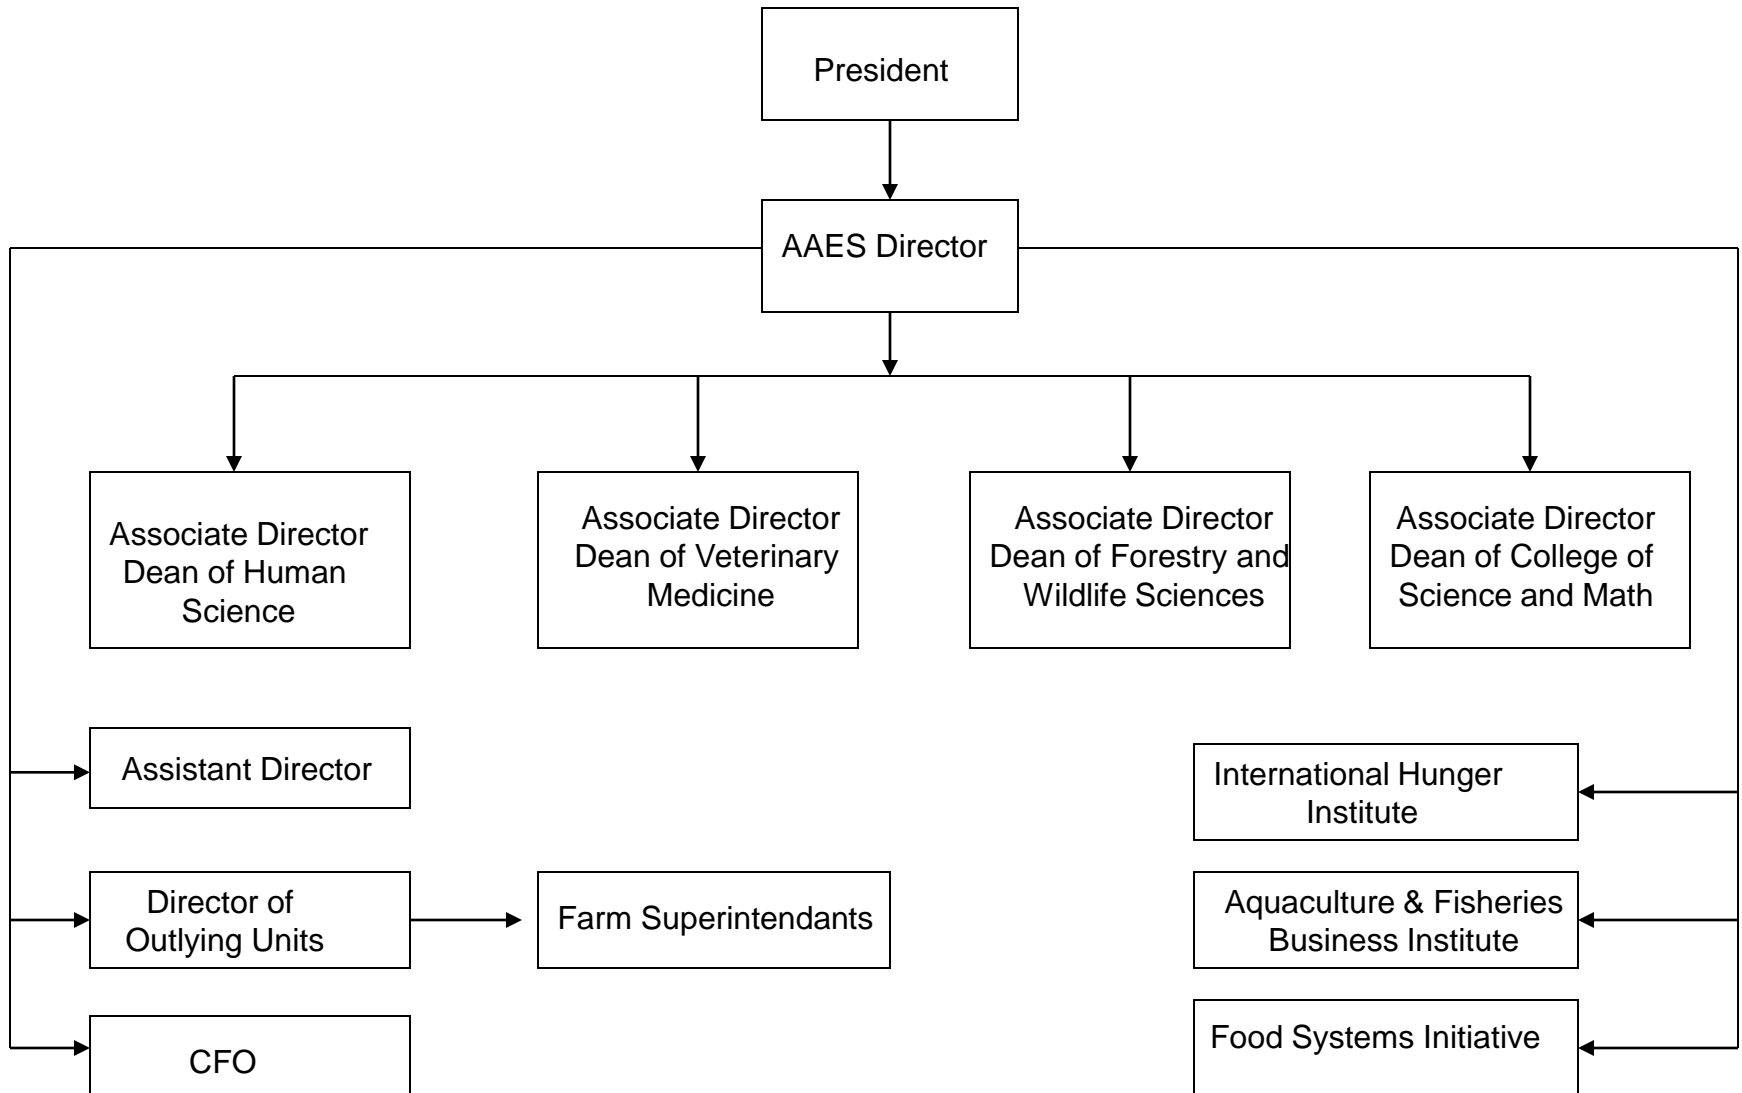 President
AAES Director
Associate Director
Dean of Human
Science
Associate Director
Dean of Veterinary
Medicine
Associate Director
Dean of Forestry and
Wildlife Sciences
Associate Director
Dean of College of
Science and Math
Assistant Director
International Hunger
Institute
Director of
Outlying Units
Farm Superintendants
Aquaculture & Fisheries
Business Institute
CFO
Food Systems Initiative